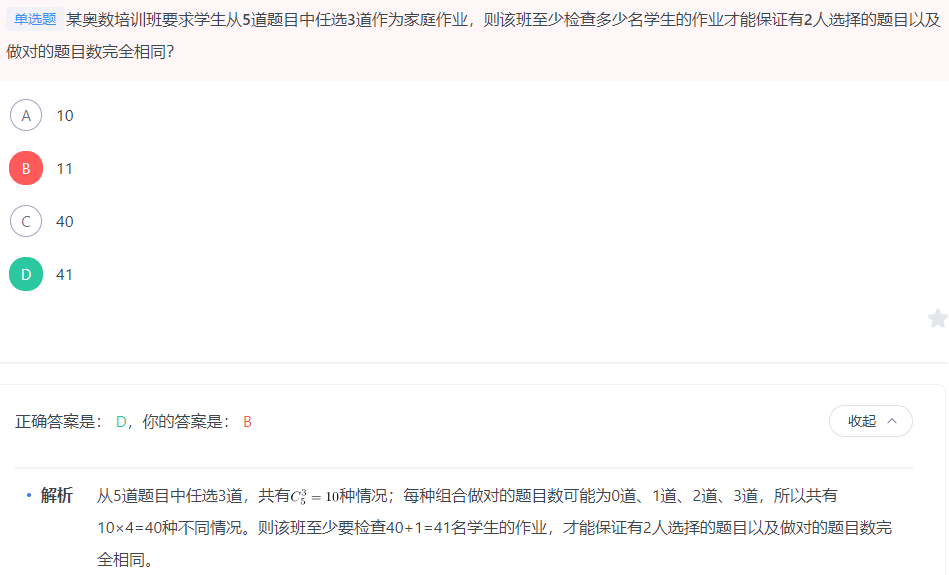 单选题 某奥数培训班要求学生从5道题目中任选3道作为家庭作业，则该班至少检查多少名学生的作业才能保证有2人选择的题目以及
做对的题目数完全相同？
A 10
B 11
C 40
D 41
正确答案是： D，你的答案是： B
收起
解析 从5道题目中任选3道，共有$C_5^3=10$种情况；每种组合做对的题目数可能为0道、1道、2道、3道，所以共有
10×4=40种不同情况。则该班至少要检查40+1=41名学生的作业，才能保证有2人选择的题目以及做对的题目数完
全相同。